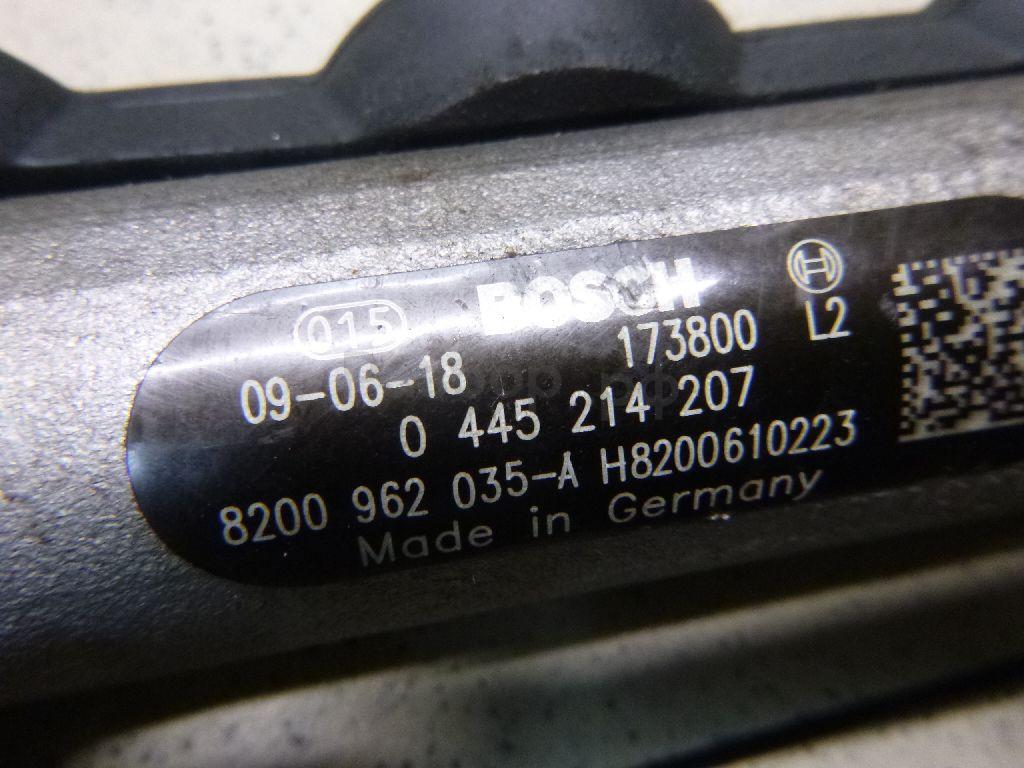 015 BOSCH
09-06-18 173800 L2
0 445 214 207
8200 962 035-A H8200610223
Made in Germany